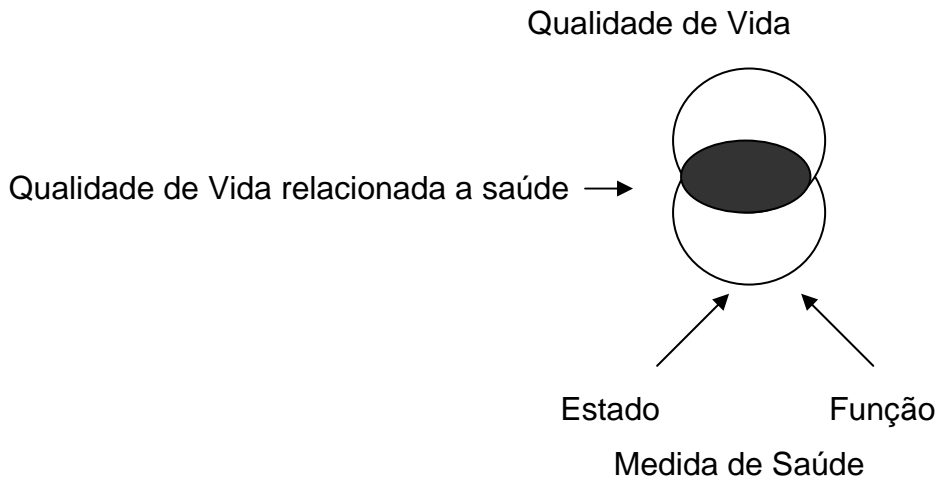 Qualidade de Vida
Qualidade de Vida relacionada a saúde
Estado Função
Medida de Saúde